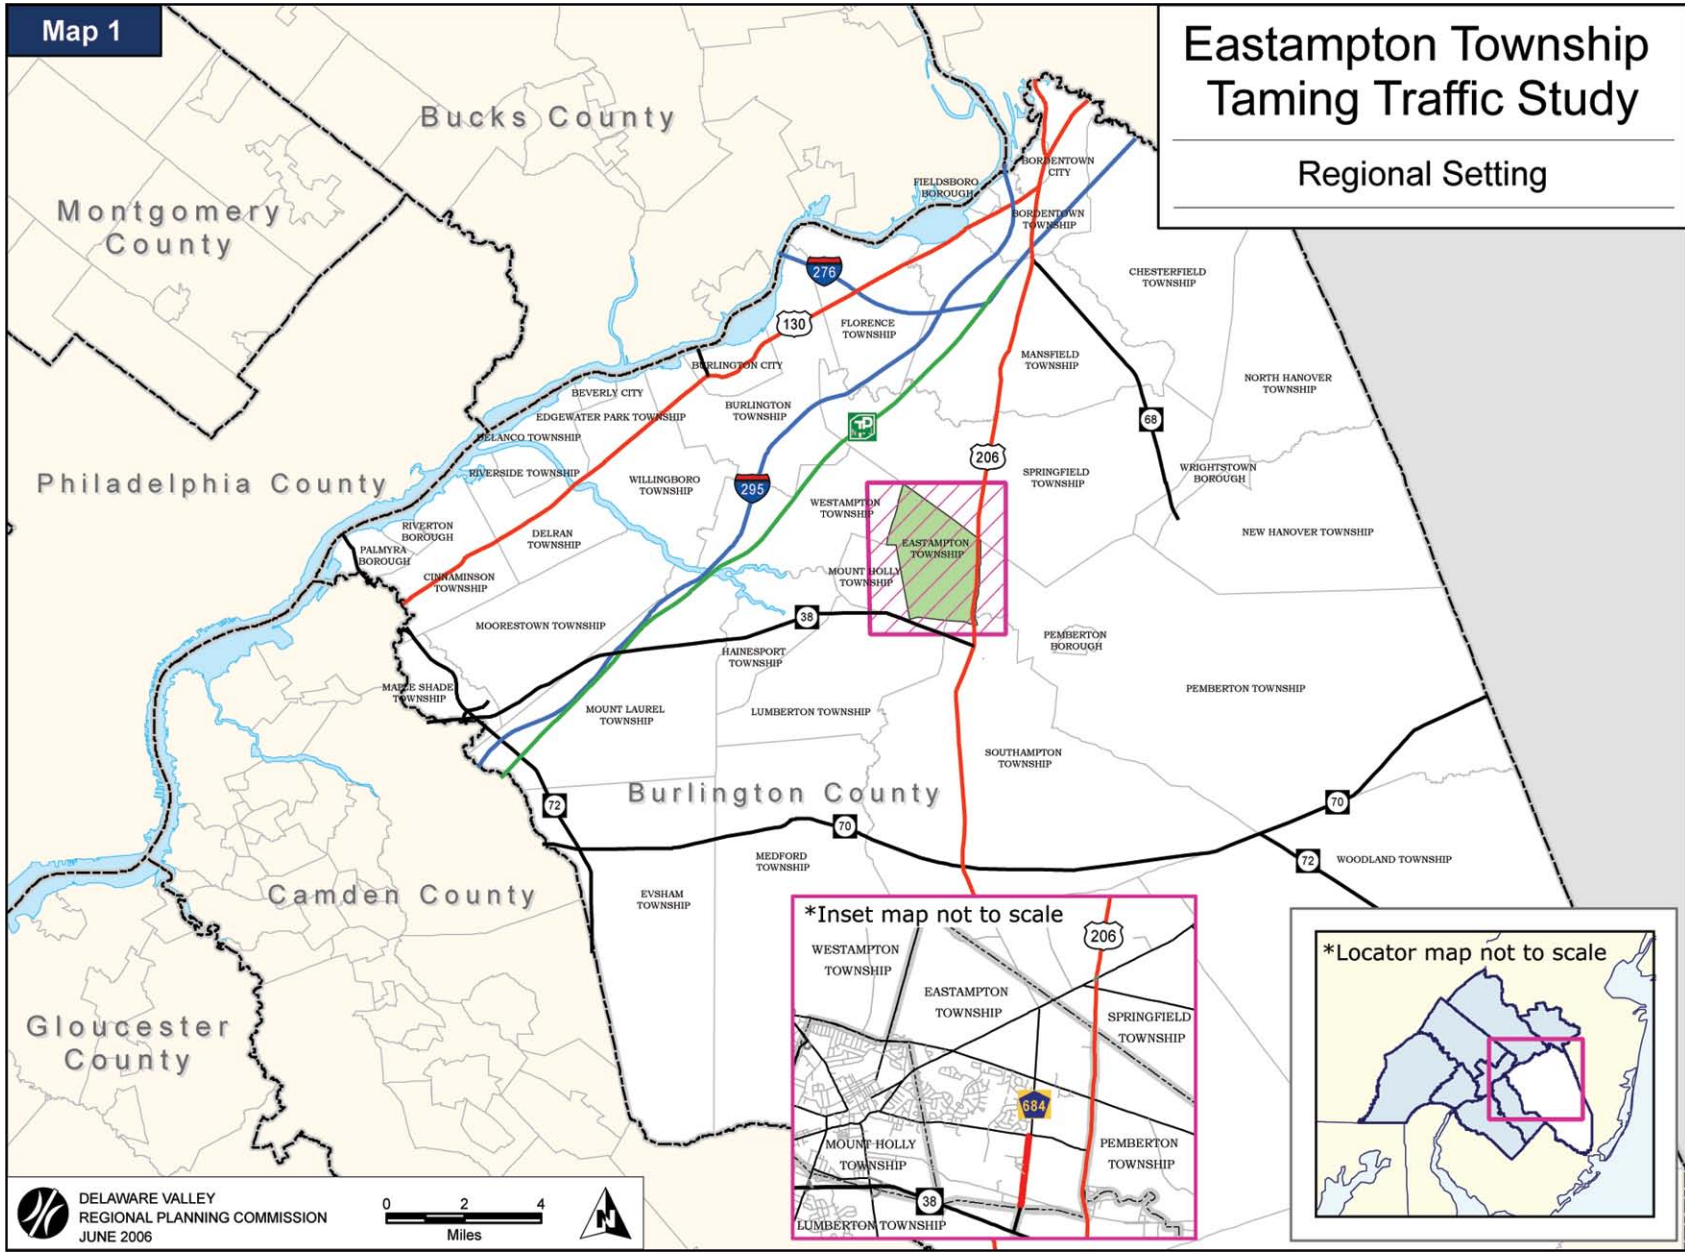 Map 1
Eastampton Township
Taming Traffic Study
Regional Setting
Bucks County
Montgomery
County
Philadelphia County
Camden County
Gloucester
County
Burlington County
BORDENTOWN
CITY
FIELDSBORO
BOROUGH
BORDENTOWN
TOWNSHIP
276
CHESTERFIELD
TOWNSHIP
130
FLORENCE
TOWNSHIP
BURLINGTON CITY
MANSFIELD
TOWNSHIP
NORTH HANOVER
TOWNSHIP
BEVERLY CITY
EDGEWATER PARK TOWNSHIP
BURLINGTON
TOWNSHIP
68
DELANCO TOWNSHIP
206
RIVERSIDE TOWNSHIP
WILLINGBORO
TOWNSHIP
295
SPRINGFIELD
TOWNSHIP
WRIGHTSTOWN
BOROUGH
WESTAMPTON
TOWNSHIP
RIVERTON
BOROUGH
DELRAN
TOWNSHIP
NEW HANOVER TOWNSHIP
EASTAMPTON
TOWNSHIP
PALMYRA
BOROUGH
MOUNT HOLLY
TOWNSHIP
CINNAMINSON
TOWNSHIP
38
MOORESTOWN TOWNSHIP
PEMBERTON
BOROUGH
HAINESPORT
TOWNSHIP
MAPLE SHADE
TOWNSHIP
PEMBERTON TOWNSHIP
MOUNT LAUREL
TOWNSHIP
LUMBERTON TOWNSHIP
SOUTHAMPTON
TOWNSHIP
72
70
70
MEDFORD
TOWNSHIP
72
WOODLAND TOWNSHIP
EVSHAM
TOWNSHIP
*Inset map not to scale
206
WESTAMPTON
TOWNSHIP
EASTAMPTON
TOWNSHIP
SPRINGFIELD
TOWNSHIP
684
MOUNT HOLLY
TOWNSHIP
PEMBERTON
TOWNSHIP
38
LUMBERTON TOWNSHIP
*Locator map not to scale
DELAWARE VALLEY
REGIONAL PLANNING COMMISSION
JUNE 2006
0 2 4
Miles
N